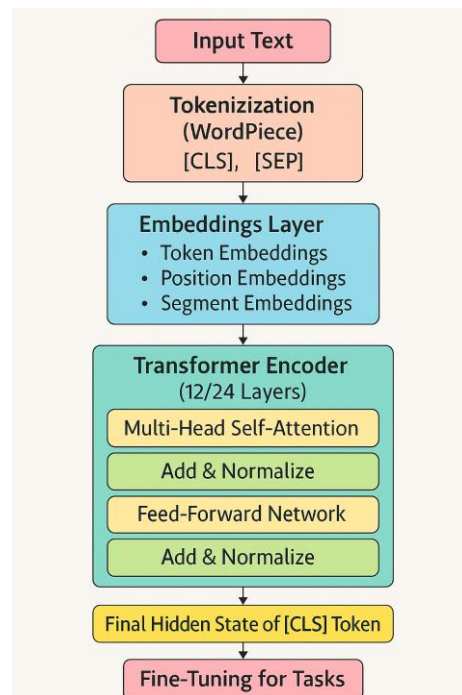 Input Text
Tokenizization
(WordPiece)
[CLS], [SEP]
Embeddings Layer
• Token Embeddings
• Position Embeddings
• Segment Embeddings
Transformer Encoder
(12/24 Layers)
Multi-Head Self-Attention
Add & Normalize
Feed-Forward Network
Add & Normalize
Final Hidden State of [CLS] Token
Fine-Tuning for Tasks